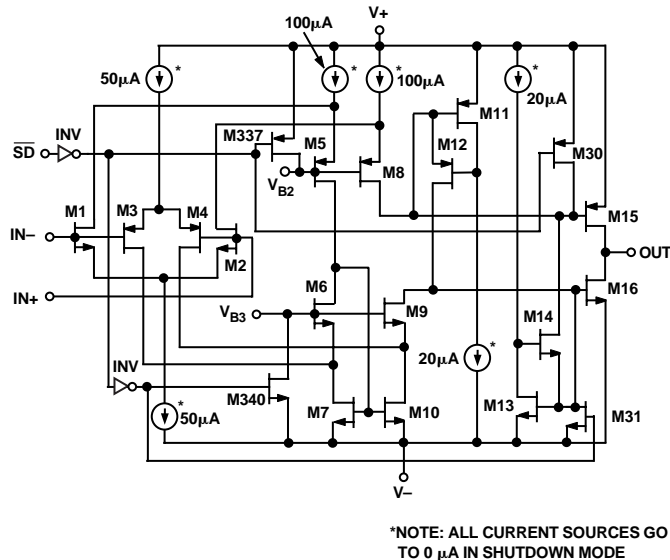 V+
100μA
*
50μA
*
*
100μA
*
20μA
M11
M337
M5
M12
M30
SD
INV
VB2
M8
M1
M3
M4
M15
IN–
M2
OUT
IN+
M6
M16
VB3
M9
M14
INV
20μA
*
*
50μA
M340
M7
M10
M13
M31
V–
*NOTE: ALL CURRENT SOURCES GO
TO 0 μA IN SHUTDOWN MODE